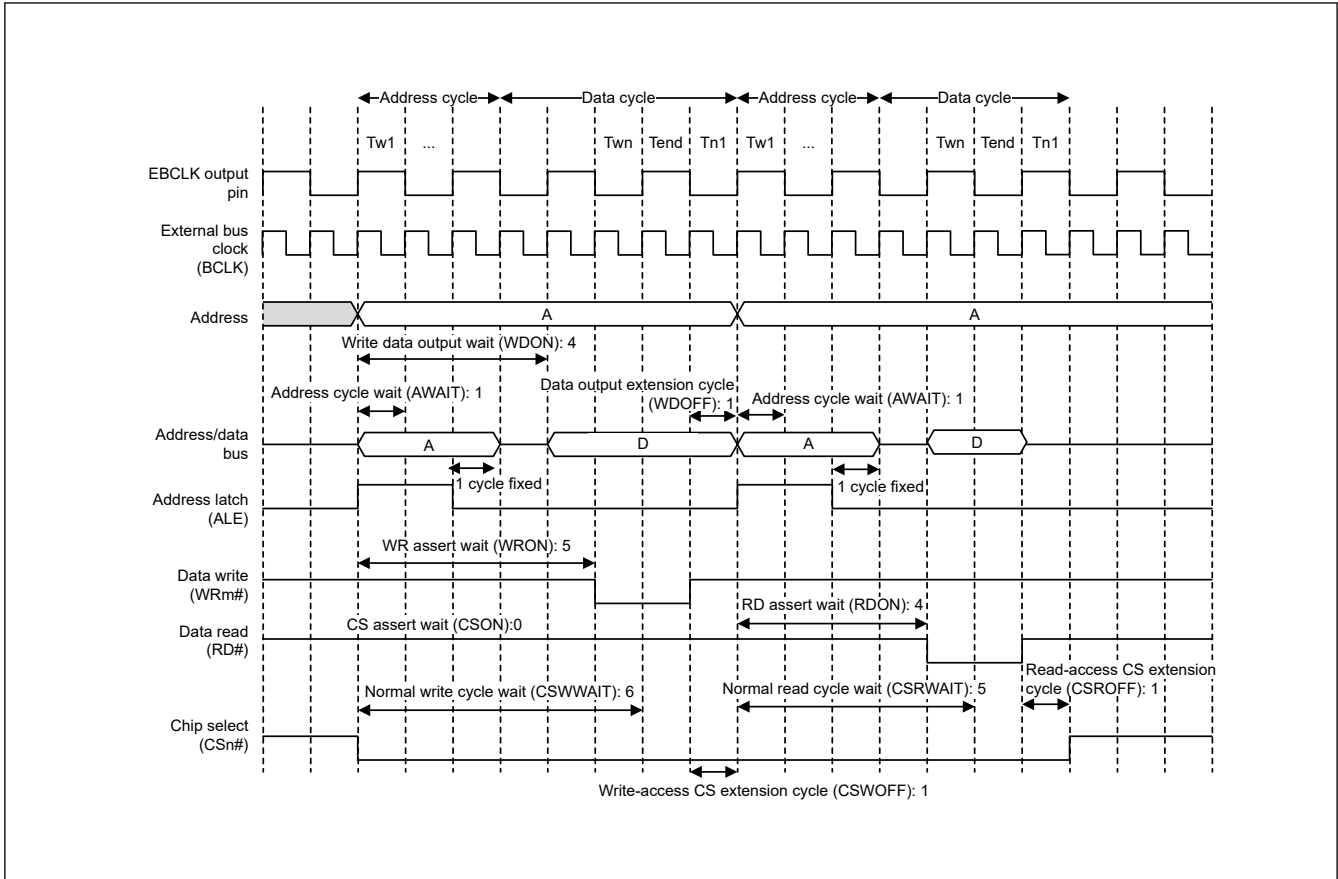 Address cycle
Data cycle
Address cycle
Data cycle
Tw1
...
Twn
Tend
Tn1
Tw1
...
Twn
Tend
Tn1
EBCLK output
pin
External bus
clock
(BCLK)
Address
A
A
Write data output wait (WDON): 4
Address cycle wait (AWAIT): 1
Data output extension cycle
(WDOFF): 1
Address cycle wait (AWAIT): 1
Address/data
bus
A
D
A
D
1 cycle fixed
1 cycle fixed
Address latch
(ALE)
WR assert wait (WRON): 5
Data write
(WRm#)
RD assert wait (RDON): 4
CS assert wait (CSON):0
Data read
(RD#)
Read-access CS extension
cycle (CSROFF): 1
Normal write cycle wait (CSWWAIT): 6
Normal read cycle wait (CSRWAIT): 5
Chip select
(CSn#)
Write-access CS extension cycle (CSWOFF): 1